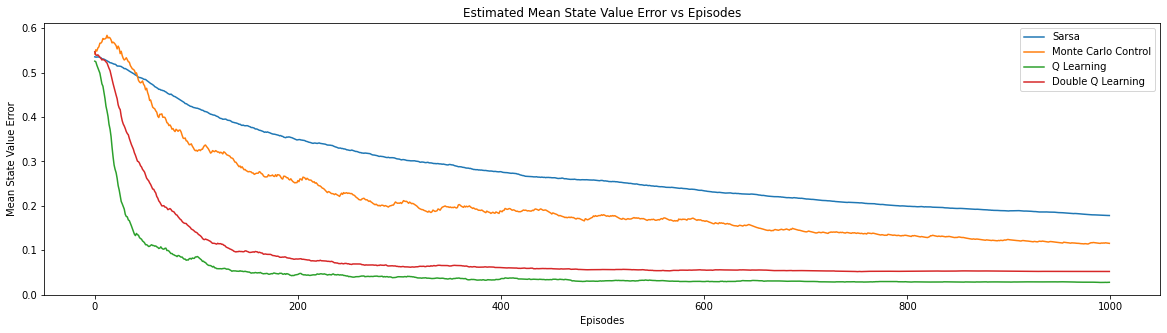 Estimated Mean State Value Error vs Episodes
Mean State Value Error
0.6
0.5
0.4
0.3
0.2
0.1
0.0
Sarsa
Monte Carlo Control
Q Learning
Double Q Learning
0 200 400 600 800 1000
Episodes